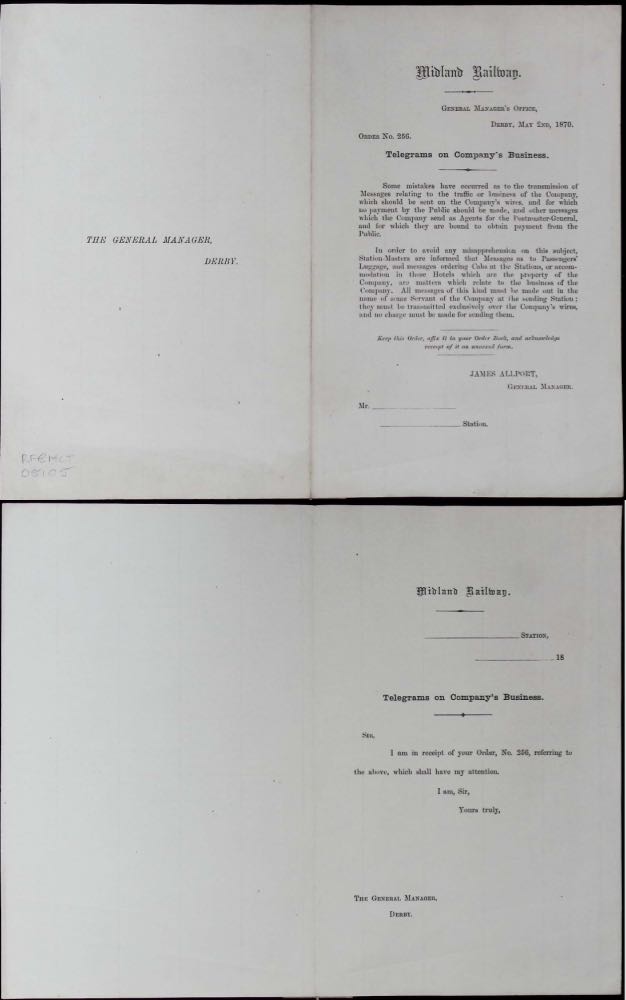 THE GENERAL MANAGER,
DERBY.
RFEMCT
05105
Midland Railway.
GENERAL MANAGER'S OFFICE,
DERBY, MAY 2ND, 1870.
ORDER No. 256.
Telegrams on Company's Business.
Some mistakes have occurred as to the transmission of
Messages relating to the traffic or business of the Company,
which should be sent on the Company's wires, and for which
no payment by the Public should be made, and other messages
which the Company send as Agents for the Postmaster-General,
and for which they are bound to obtain payment from the
Public.
In order to avoid any misapprehension on this subject,
Station-Masters are informed that Messages as to Passengers'
Luggage, and messages ordering Cabs at the Stations, or accom-
modation in those Hotels which are the property of the
Company, are matters which relate to the business of the
Company. All messages of this kind must be made out in the
name of some Servant of the Company at the sending Station:
they must be transmitted exclusively over the Company's wires,
and no charge must be made for sending them.
Keep this Order, affix it in your Order Book, and acknowledge
receipt of it on annexed form.
JAMES ALLPORT,
GENERAL MANAGER.
Mr.
Station.
Midland Railway.
STATION,
18
Telegrams on Company's Business.
SIR,
I am in receipt of your Order, No. 256, referring to
the above, which shall have my attention.
I am, Sir,
Yours truly,
THE GENERAL MANAGER,
DERBY.